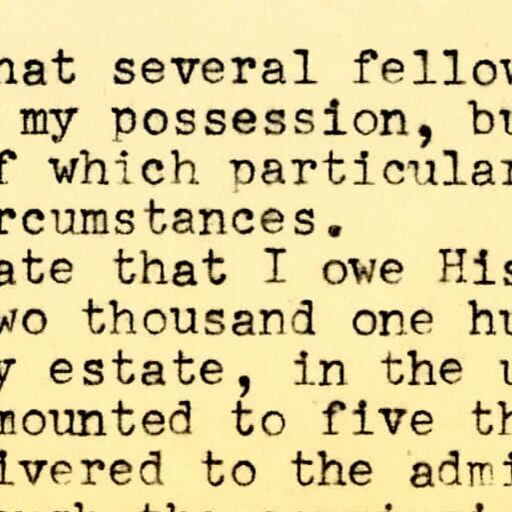 hat several fellow
my possession, bu
f which particular
rcumstances.
ate that I owe His
wo thousand one hu
y estate, in the u
mounted to five th
ivered to the admi